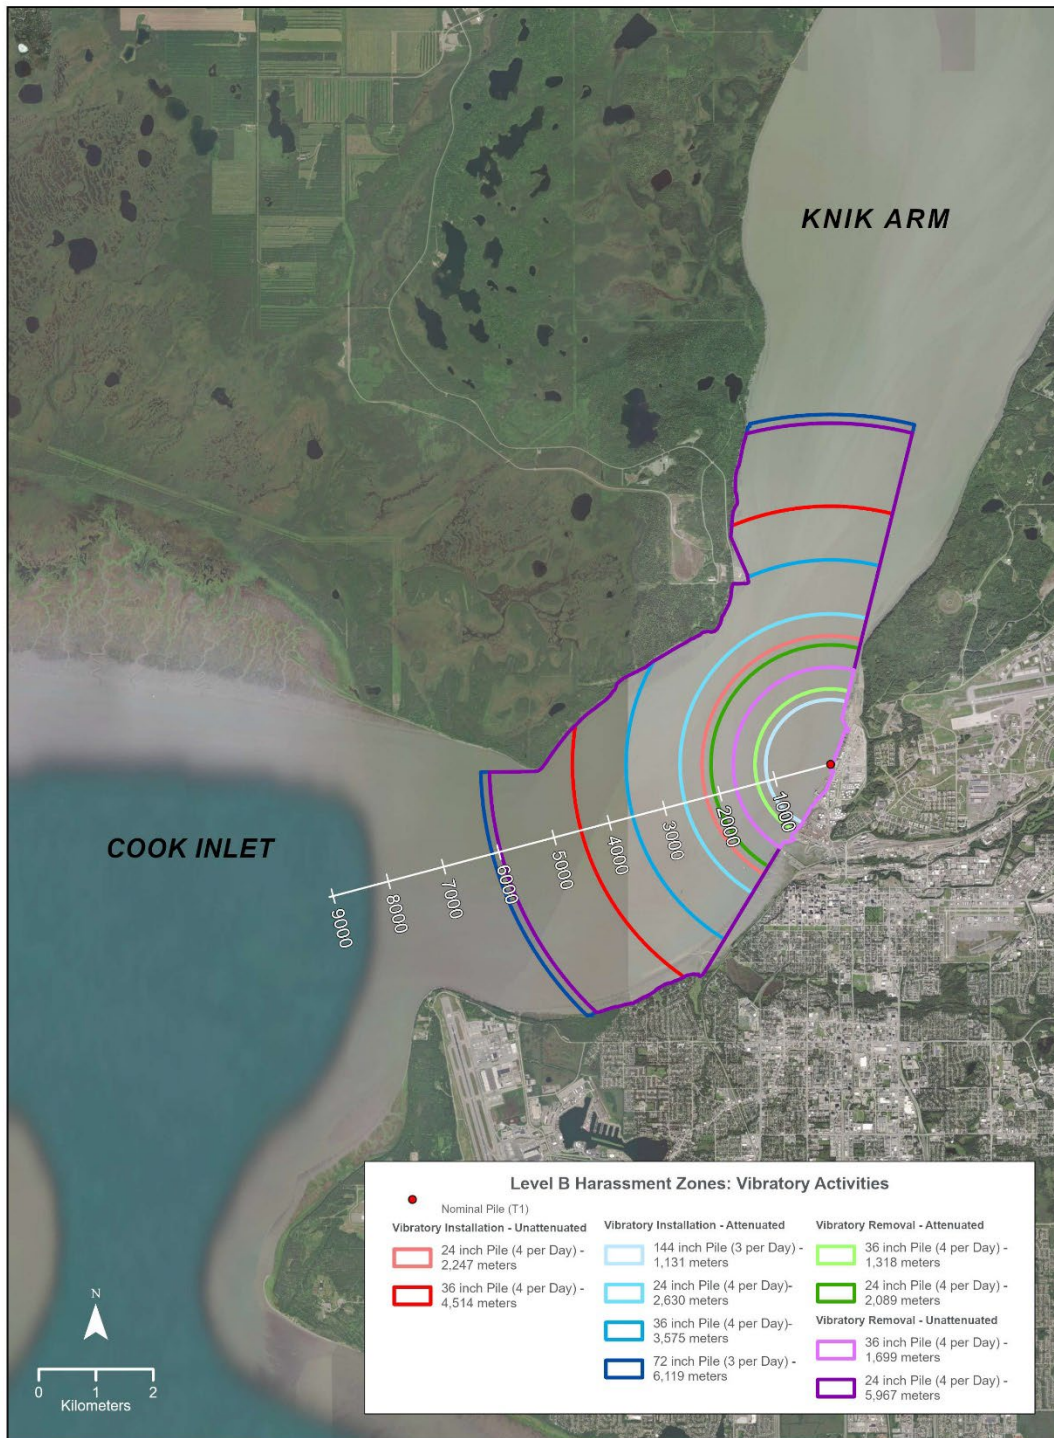 KNIK ARM
COOK INLET
1000
2000
3000
4000
5000
6000
7000
8000
9000
Level B Harassment Zones: Vibratory Activities
Nominal Pile (T1)
Vibratory Installation - Unattenuated
24 inch Pile (4 per Day) -
2,247 meters
36 inch Pile (4 per Day) -
4,514 meters
Vibratory Installation - Attenuated
144 inch Pile (3 per Day) -
1,131 meters
24 inch Pile (4 per Day)-
2,630 meters
36 inch Pile (4 per Day)-
3,575 meters
72 inch Pile (3 per Day) -
6,119 meters
Vibratory Removal - Attenuated
36 inch Pile (4 per Day) -
1,318 meters
24 inch Pile (4 per Day) -
2,089 meters
Vibratory Removal - Unattenuated
36 inch Pile (4 per Day) -
1,699 meters
24 inch Pile (4 per Day) -
5,967 meters
N
0 1 2
Kilometers